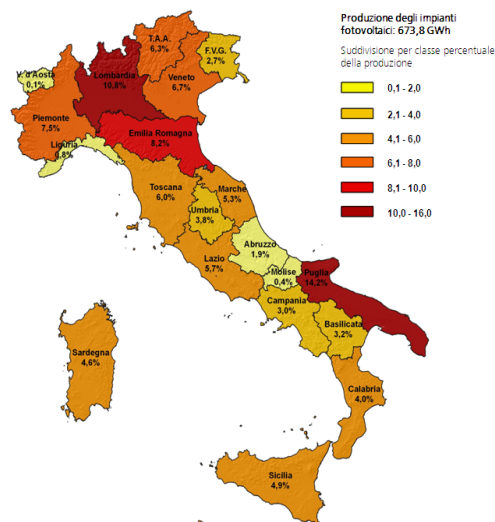 Produzione degli impianti
fotovoltaici: 673,8 GWh
Suddivisione per classe percentuale
della produzione
0,1 - 2,0
2,1 - 4,0
4,1 - 6,0
6,1 - 8,0
8,1 - 10,0
10,0 - 16,0
T.A.A.
6,3%
F.V.G.
2,7%
V. d'Aosta
0,1%
Lombardia
10,8%
Veneto
6,7%
Piemonte
7,5%
Emilia Romagna
8,2%
Liguria
Toscana
6,0%
Marche
5,3%
Umbria
3,8%
Abruzzo
1,9%
Lazio
5,7%
Molise
0,4%
Puglia
14,2%
Campania
3,0%
Basilicata
3,2%
Sardegna
4,6%
Calabria
4,0%
Sicilia
4,9%